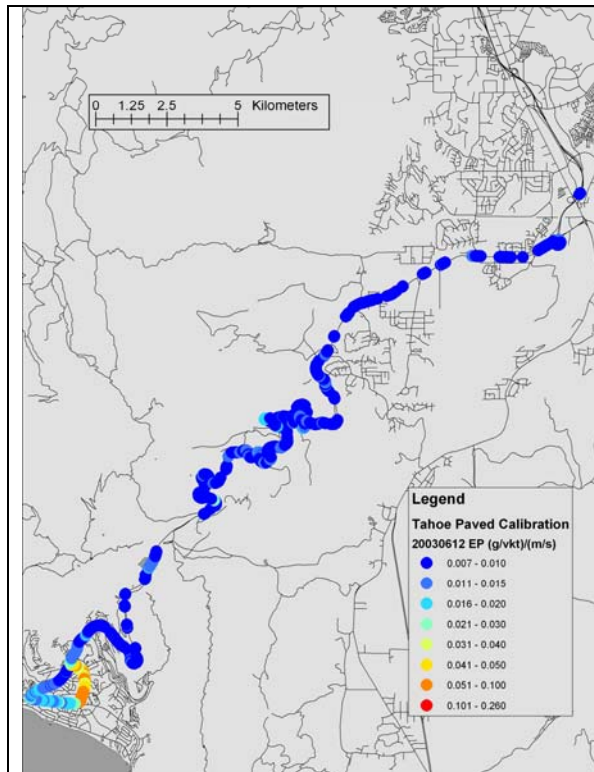 0 1.25 2.5 5 Kilometers
Legend
Tahoe Paved Calibration
20030612 EP (g/vkt)/(m/s)
0.007 - 0.010
0.011 - 0.015
0.016 - 0.020
0.021 - 0.030
0.031 - 0.040
0.041 - 0.050
0.051 - 0.100
0.101 - 0.260